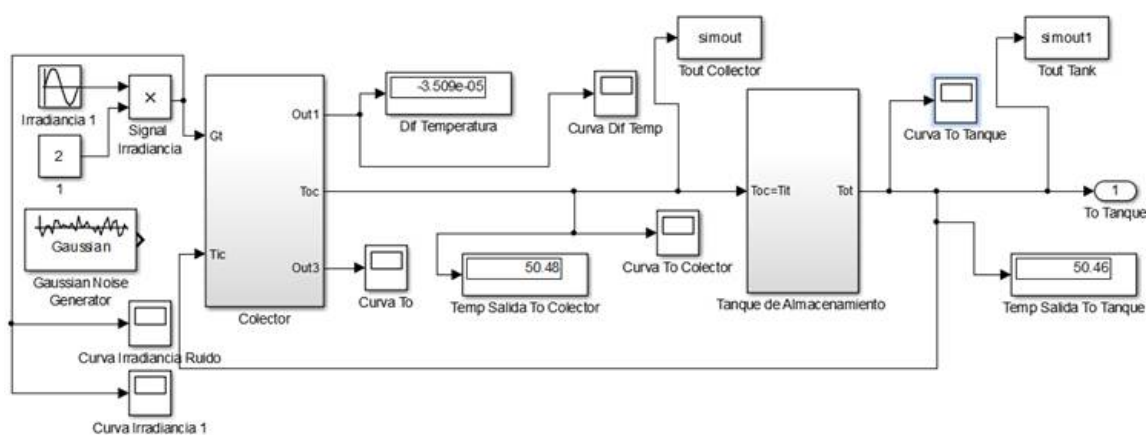 simout
Tout Collector
simout1
Tout Tank
Irradiancia 1
×
Signal
Irradiancia
2
1
Gaussian
Gaussian Noise
Generator
Gt
Tic
Out1
Toc
Out3
Colector
-3.509e-05
Dif Temperatura
Curva Dif Temp
Curva To
50.48
Temp Salida To Colector
Curva To Colector
Toc=Tit
Tot
Tanque de Almacenamiento
Curva To Tanque
1
To Tanque
50.46
Temp Salida To Tanque
Curva Irradiancia Ruido
Curva Irradiancia 1